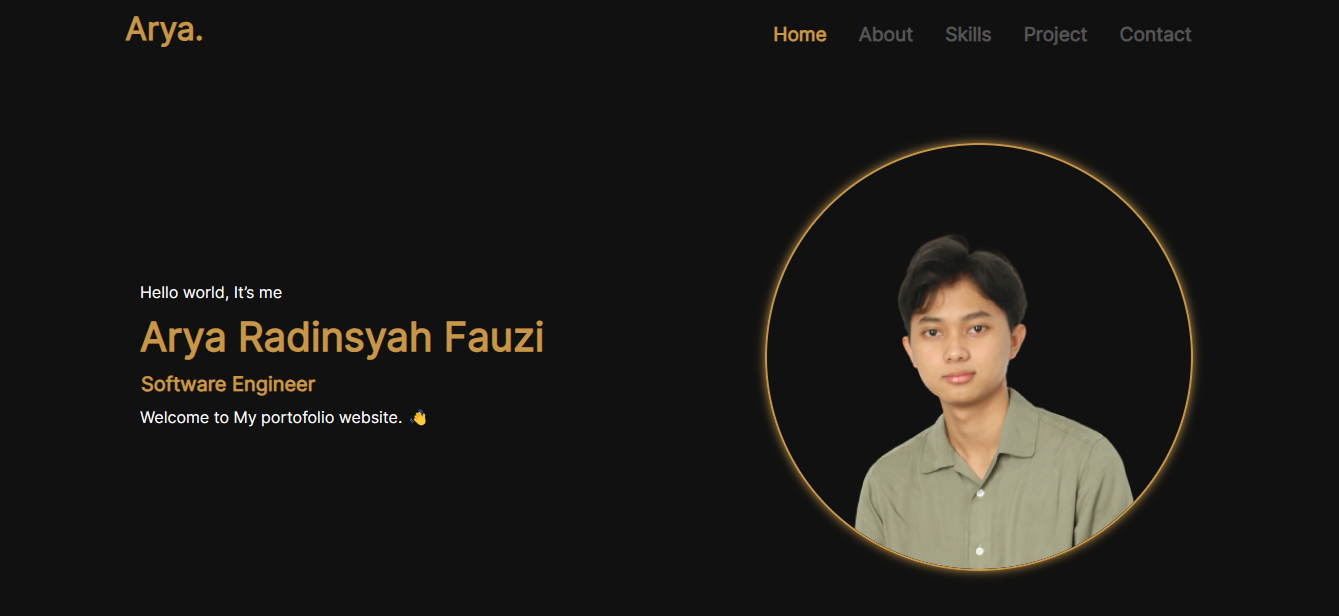 Arya.
Home About Skills Project Contact
Hello world, It’s me
Arya Radinsyah Fauzi
Software Engineer
Welcome to My portofolio website. 👋